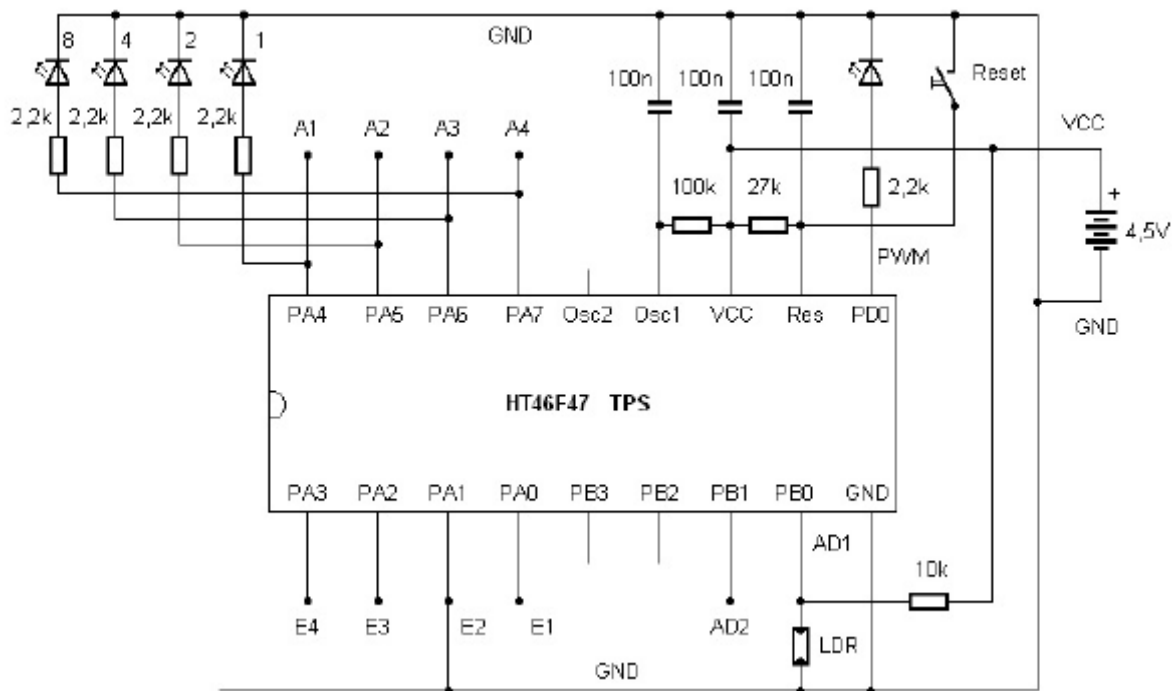 8 4 2 1
GND
100n 100n 100n
Reset
2,2k 2,2k 2,2k 2,2k
A1 A2 A3 A4
VCC
100k 27k 2,2k
+
4,5V
PWM
PA4 PA5 PA6 PA7 Osc2 Osc1 VCC Res PD0
GND
HT46F47 TPS
PA3 PA2 PA1 PA0 PB3 PB2 PB1 PB0 GND
AD1
10k
E4 E3 E2 E1 AD2
LDR
GND